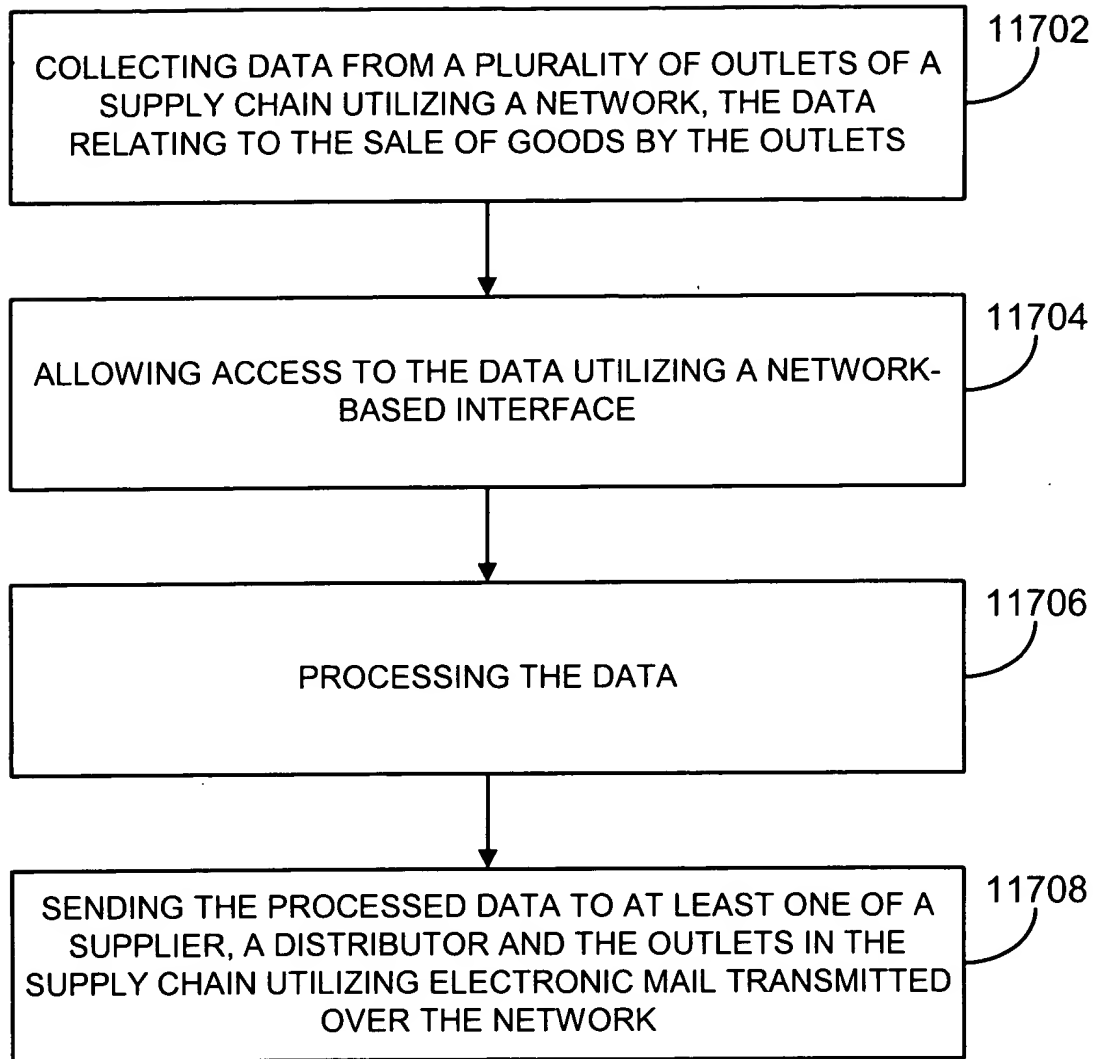 11702
COLLECTING DATA FROM A PLURALITY OF OUTLETS OF A
SUPPLY CHAIN UTILIZING A NETWORK, THE DATA
RELATING TO THE SALE OF GOODS BY THE OUTLETS
11704
ALLOWING ACCESS TO THE DATA UTILIZING A NETWORK-
BASED INTERFACE
11706
PROCESSING THE DATA
11708
SENDING THE PROCESSED DATA TO AT LEAST ONE OF A
SUPPLIER, A DISTRIBUTOR AND THE OUTLETS IN THE
SUPPLY CHAIN UTILIZING ELECTRONIC MAIL TRANSMITTED
OVER THE NETWORK